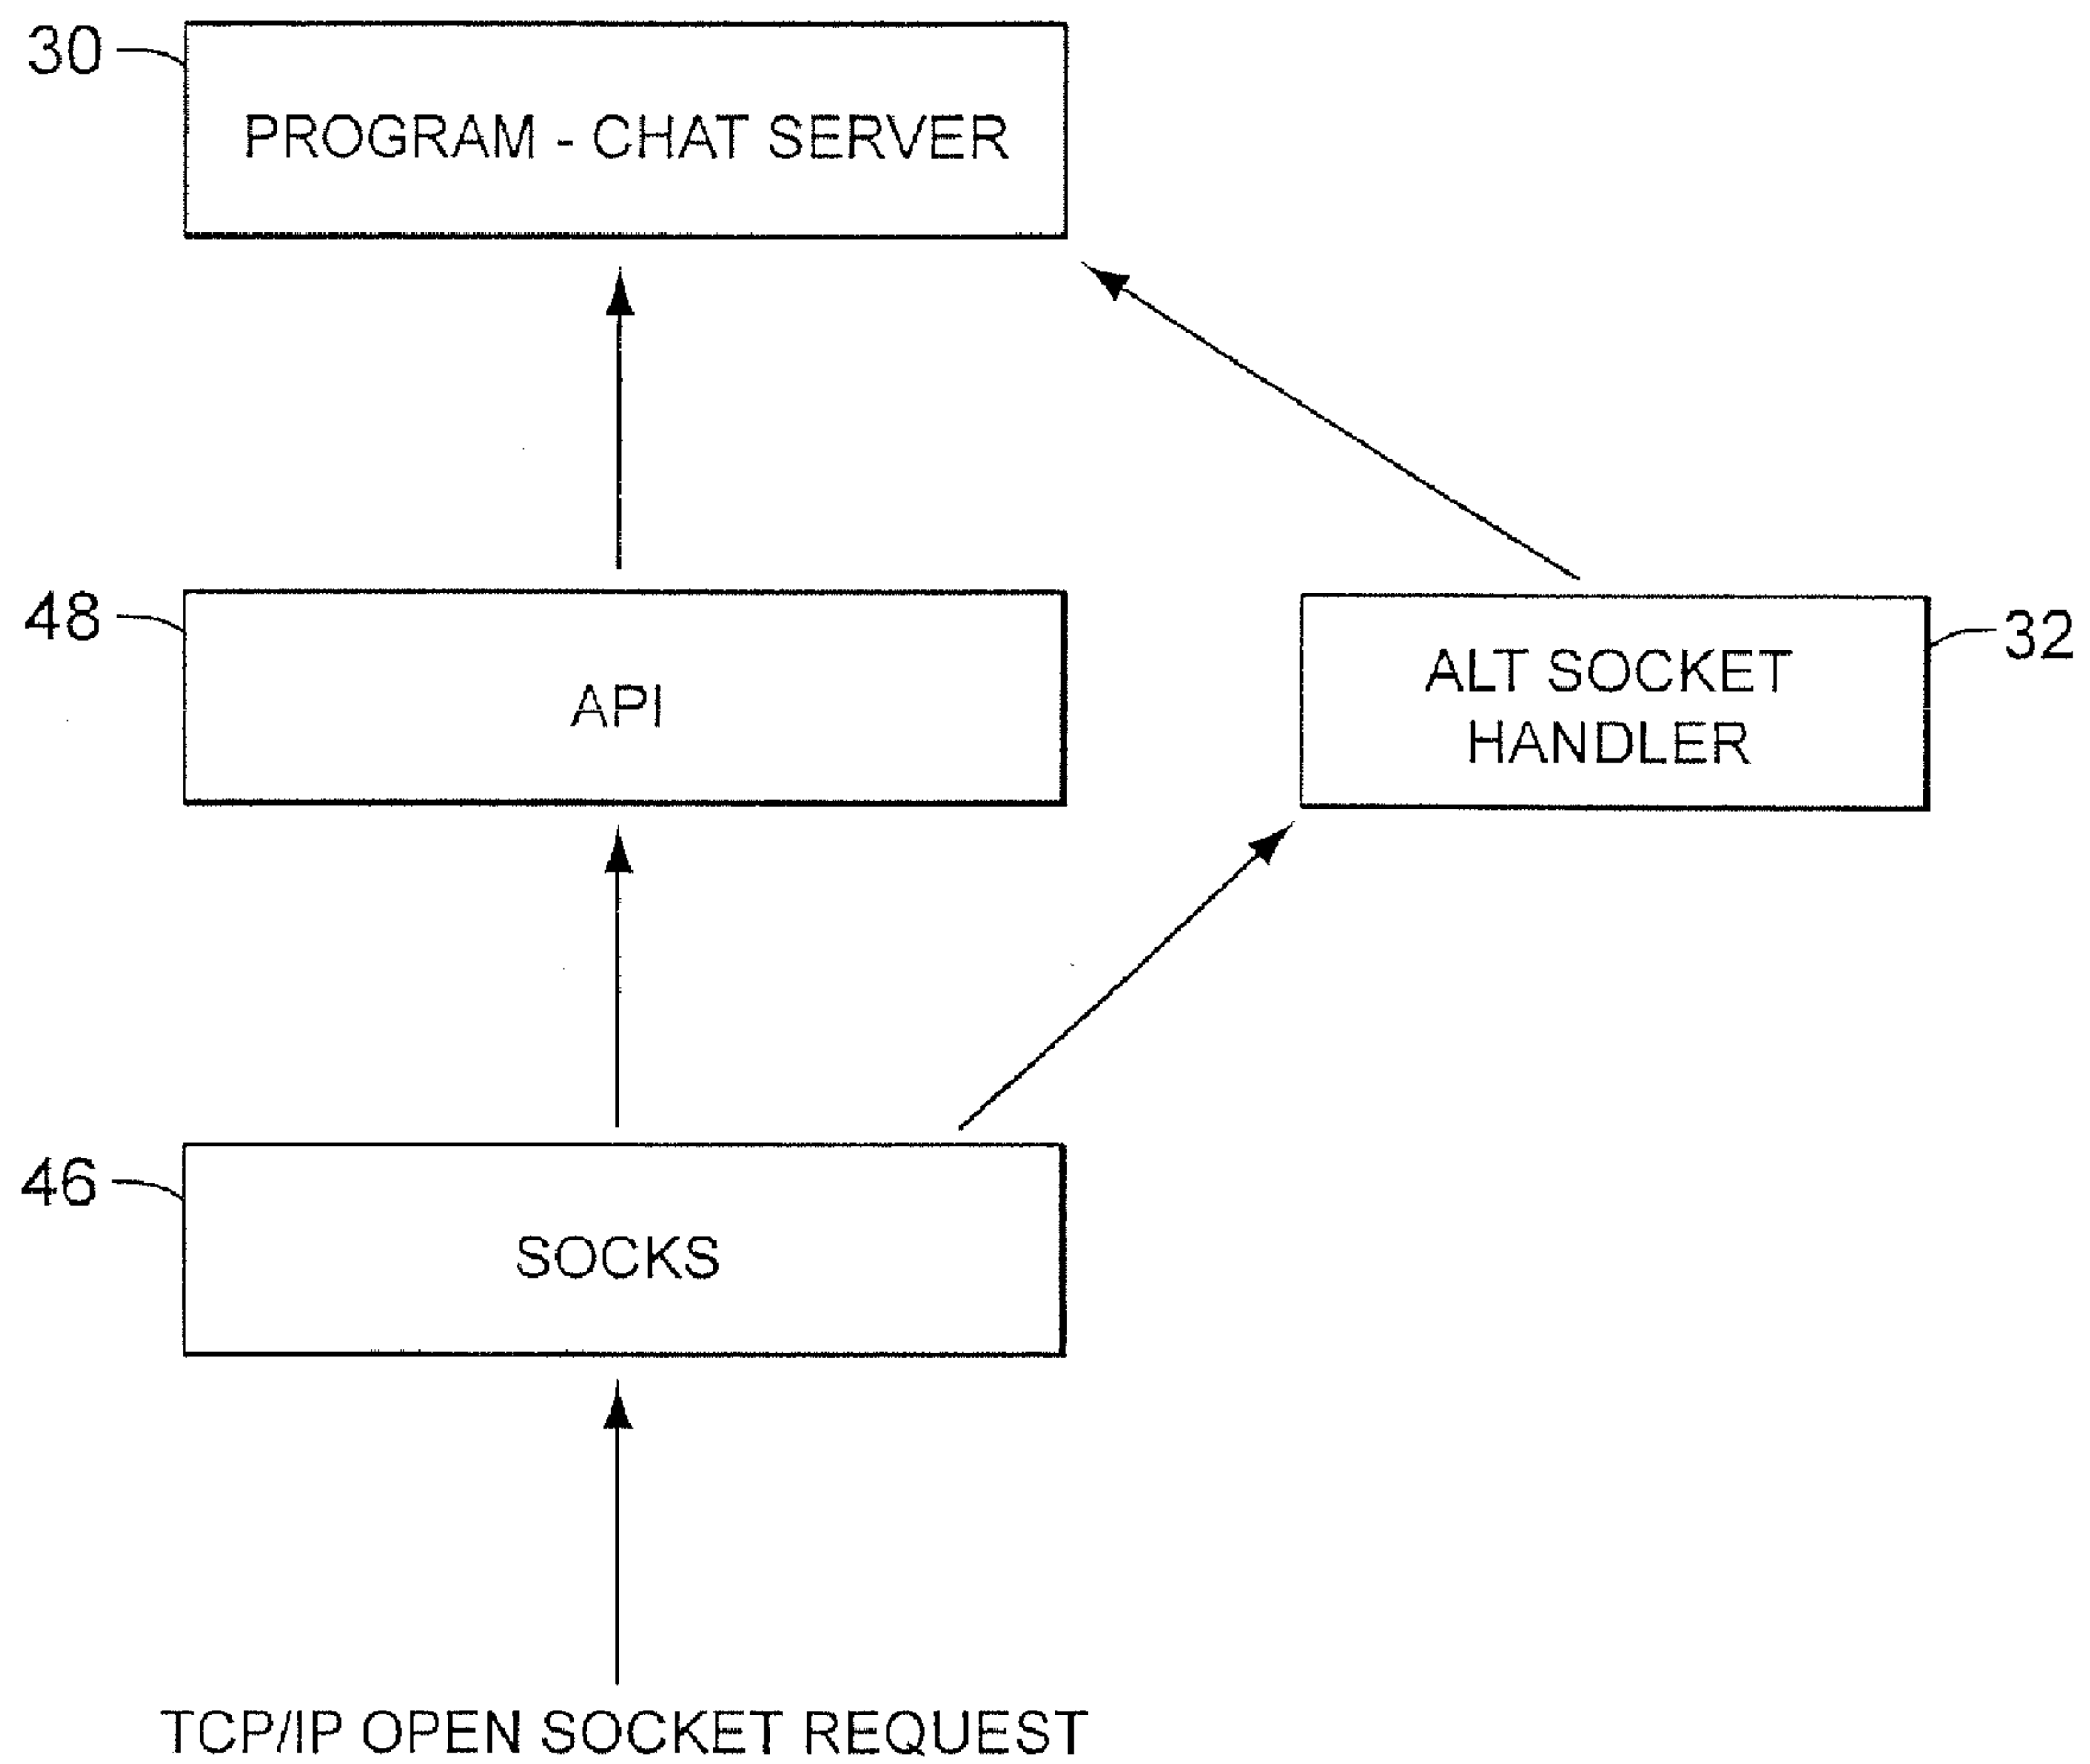 30
PROGRAM - CHAT SERVER
48
API
ALT SOCKET
HANDLER
32
46
SOCKS
TCP/IP OPEN SOCKET REQUEST